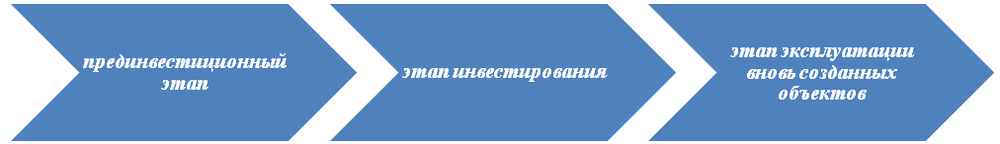 прединвестиционный
этап
этап инвестирования
этап эксплуатации
вновь созданных
объектов